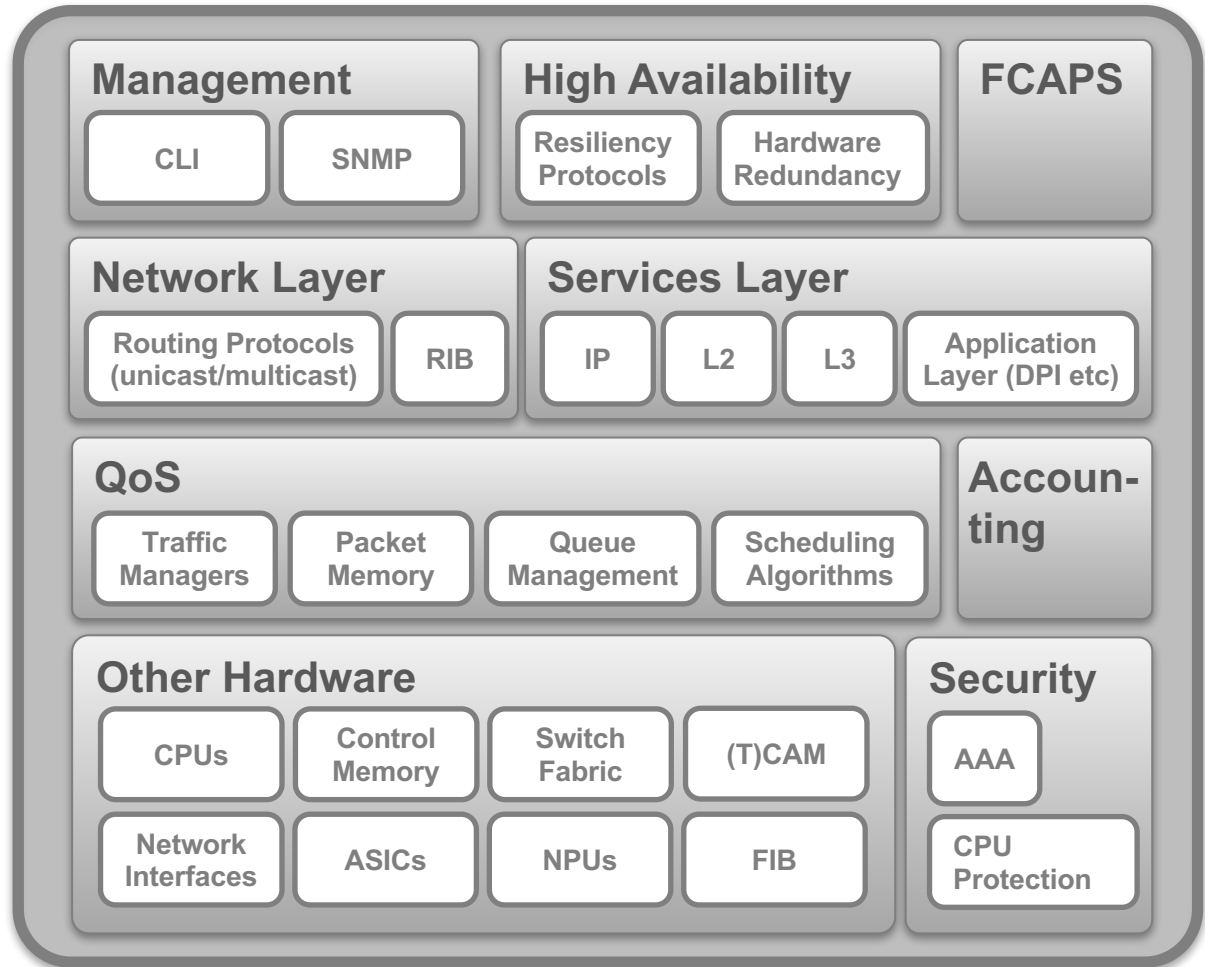 Management
CLI
SNMP
High Availability
Resiliency
Protocols
Hardware
Redundancy
FCAPS
Network Layer
Routing Protocols
(unicast/multicast)
RIB
Services Layer
IP
L2
L3
Application
Layer (DPI etc)
QoS
Traffic
Managers
Packet
Memory
Queue
Management
Scheduling
Algorithms
Accoun-
ting
Other Hardware
CPUs
Control
Memory
Switch
Fabric
(T)CAM
Network
Interfaces
ASICs
NPUs
FIB
Security
AAA
CPU
Protection